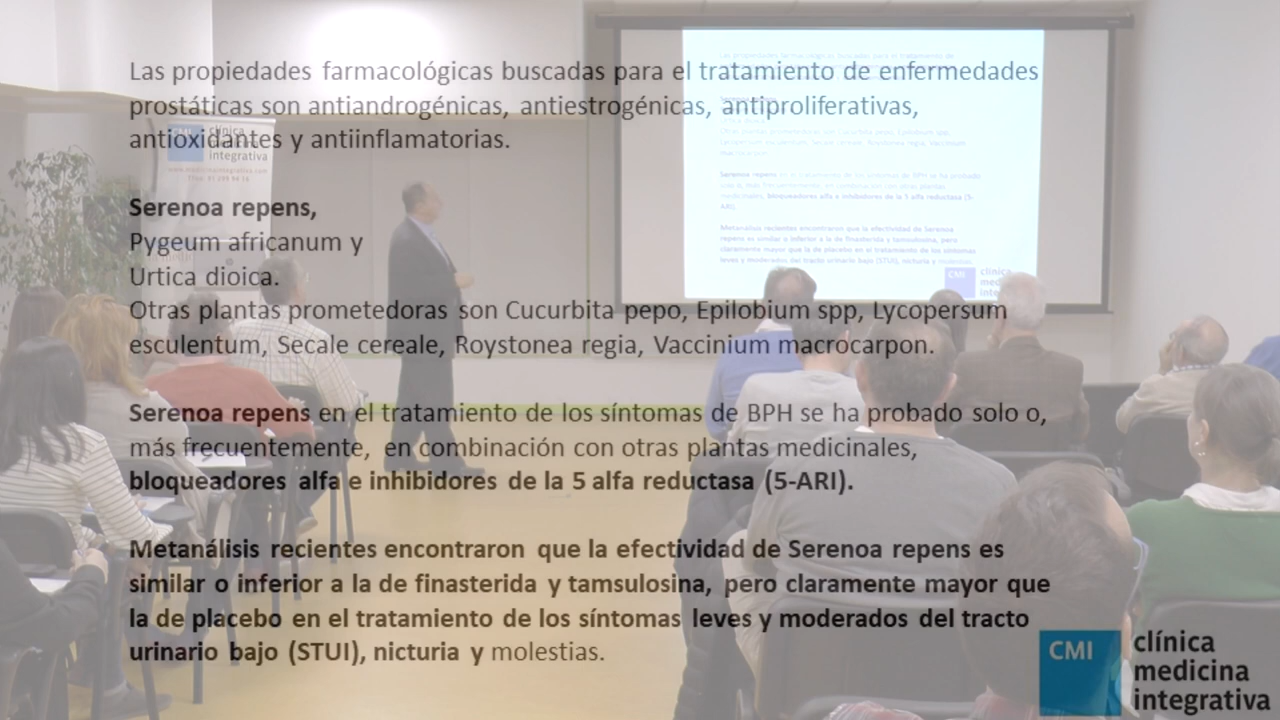 Las propiedades farmacológicas buscadas para el tratamiento de enfermedades
prostáticas son antiandrogénicas, antiestrogénicas, antiproliferativas,
antioxidantes y antiinflamatorias.
Serenoa repens,
Pygeum africanum y
Urtica dioica.
Otras plantas prometedoras son Cucurbita pepo, Epilobium spp, Lycopersum
esculentum, Secale cereale, Roystonea regia, Vaccinium macrocarpon.
Serenoa repens en el tratamiento de los síntomas de BPH se ha probado solo o,
más frecuentemente, en combinación con otras plantas medicinales,
bloqueadores alfa e inhibidores de la 5 alfa reductasa (5-ARI).
Metanálisis recientes encontraron que la efectividad de Serenoa repens es
similar o inferior a la de finasterida y tamsulosina, pero claramente mayor que
la de placebo en el tratamiento de los síntomas leves y moderados del tracto
urinario bajo (STUI), nicturia y molestias.
CMI
clínica
medicina
integrativa